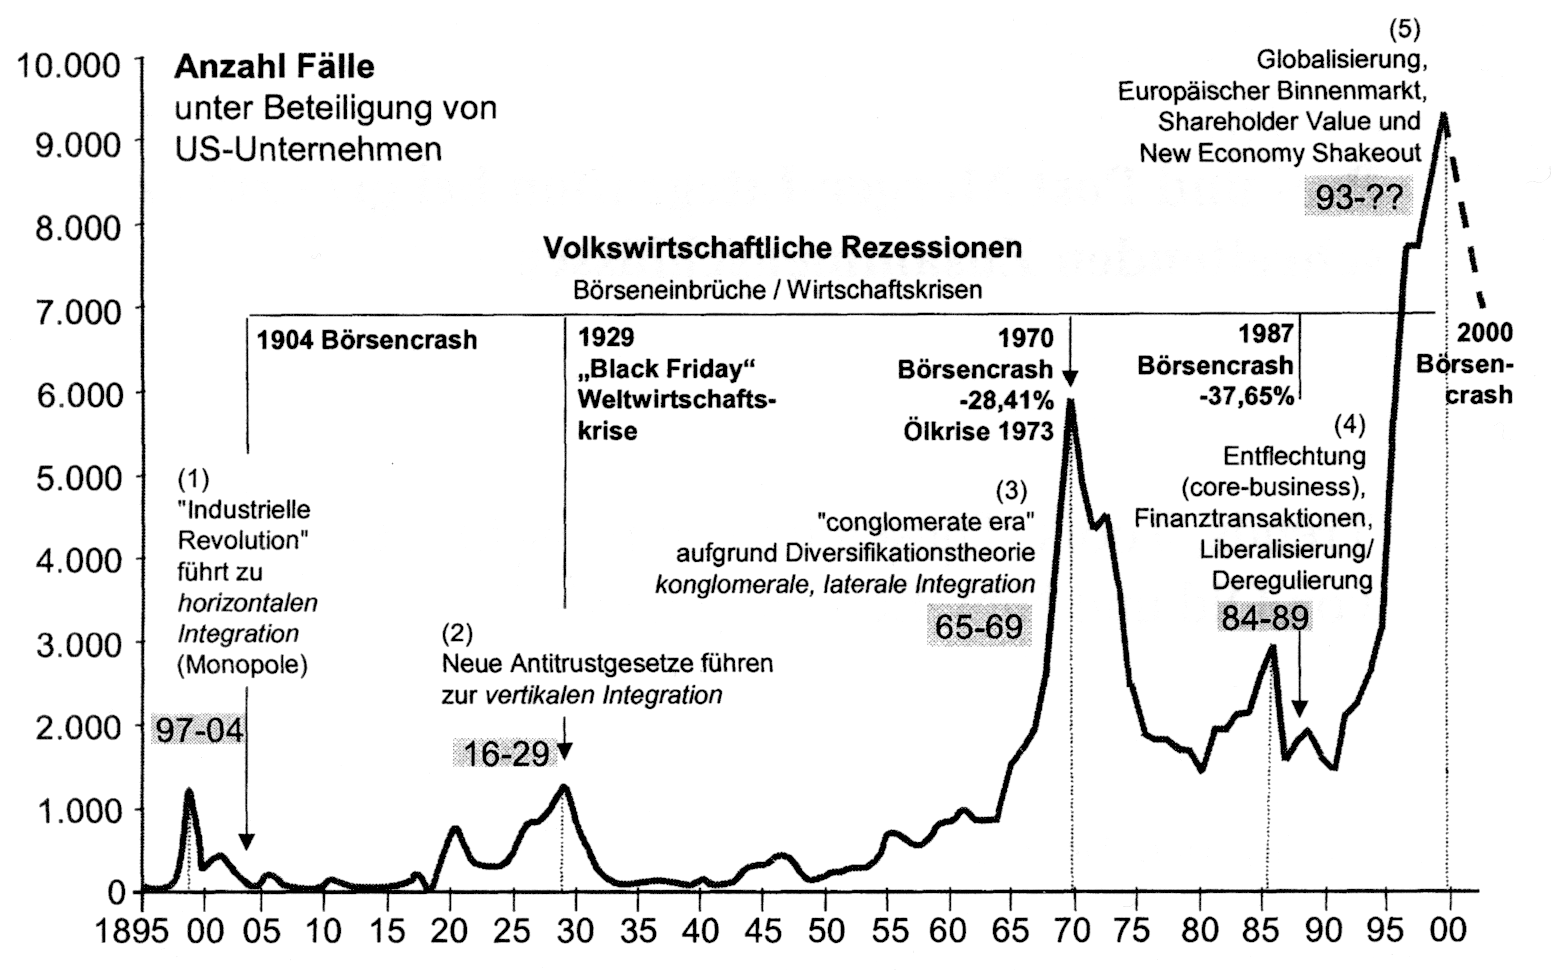 Anzahl Fälle
unter Beteiligung von
US-Unternehmen
(5)
Globalisierung,
Europäischer Binnenmarkt,
Shareholder Value und
New Economy Shakeout
93-??
Volkswirtschaftliche Rezessionen
Börseneinbrüche / Wirtschaftskrisen
1904 Börsencrash
1929
„Black Friday“
Weltwirtschafts-
krise
1970
Börsencrash
-28,41%
Ölkrise 1973
1987
Börsencrash
-37,65%
2000
Börsen-
crash
(1)
"Industrielle
Revolution"
führt zu
horizontalen
Integration
(Monopole)
97-04
(2)
Neue Antitrustgesetze führen
zur vertikalen Integration
16-29
(3)
"conglomerate era"
aufgrund Diversifikationstheorie
konglomerale, laterale Integration
65-69
(4)
Entflechtung
(core-business),
Finanztransaktionen,
Liberalisierung/
Deregulierung
84-89
10.000
9.000
8.000
7.000
6.000
5.000
4.000
3.000
2.000
1.000
0
1895 00 05 10 15 20 25 30 35 40 45 50 55 60 65 70 75 80 85 90 95 00